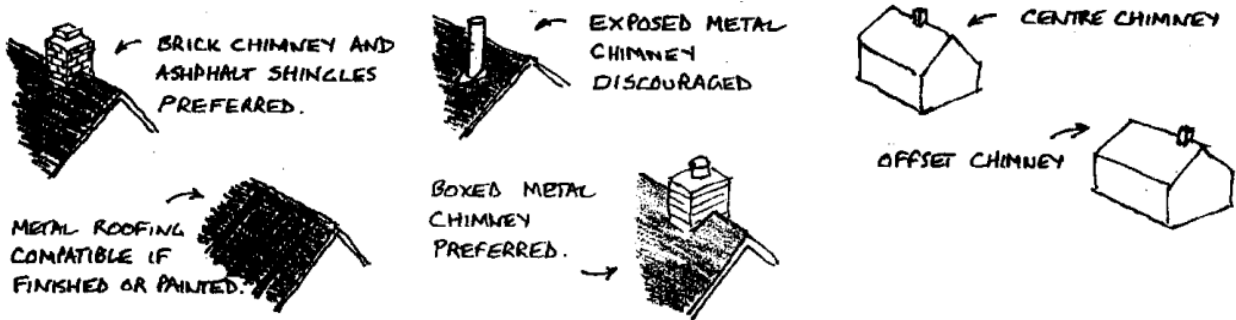 BRICK CHIMNEY AND
ASHPHALT SHINGLES
PREFERRED.
EXPOSED METAL
CHIMNEY
DISCOURAGED
CENTRE CHIMNEY
OFFSET CHIMNEY
METAL ROOFING
COMPATIBLE IF
FINISHED OR PAINTED.
BOXED METAL
CHIMNEY
PREFERRED.